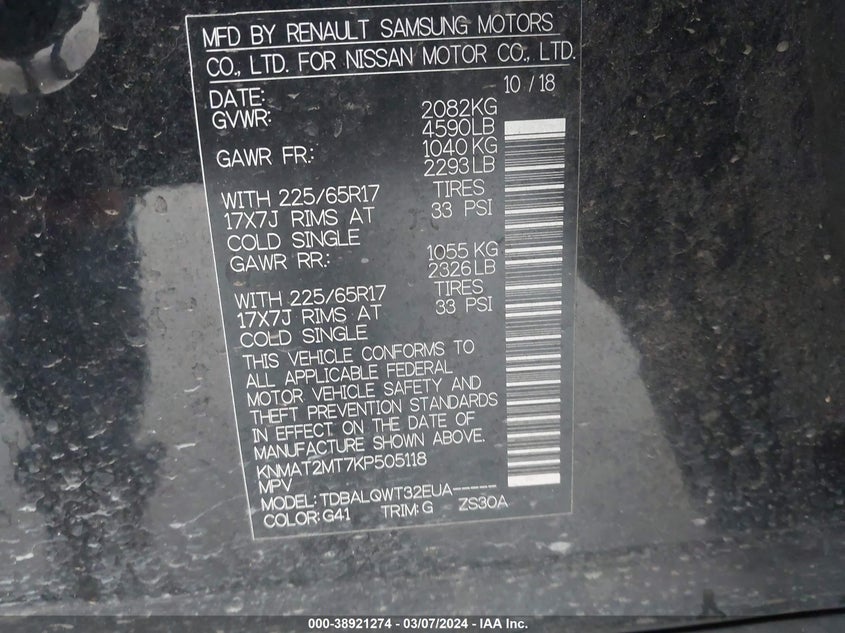 MFD BY RENAULT SAMSUNG MOTORS
CO., LTD. FOR NISSAN MOTOR CO., LTD.
DATE: 10 / 18
GVWR: 2082KG
4590LB
GAWR FR.: 1040KG
2293LB
WITH 225/65R17 TIRES
17X7J RIMS AT 33 PSI
COLD SINGLE
GAWR RR.: 1055 KG
2326LB
WITH 225/65R17 TIRES
17X7J RIMS AT 33 PSI
COLD SINGLE
THIS VEHICLE CONFORMS TO
ALL APPLICABLE FEDERAL
MOTOR VEHICLE SAFETY AND
THEFT PREVENTION STANDARDS
IN EFFECT ON THE DATE OF
MANUFACTURE SHOWN ABOVE.
KNMAT2MT7KP505118
MPV
MODEL: TDBALQWT32EUA-----
COLOR: G41 TRIM: G ZS30A
000-38921274 - 03/07/2024 - IAA Inc.